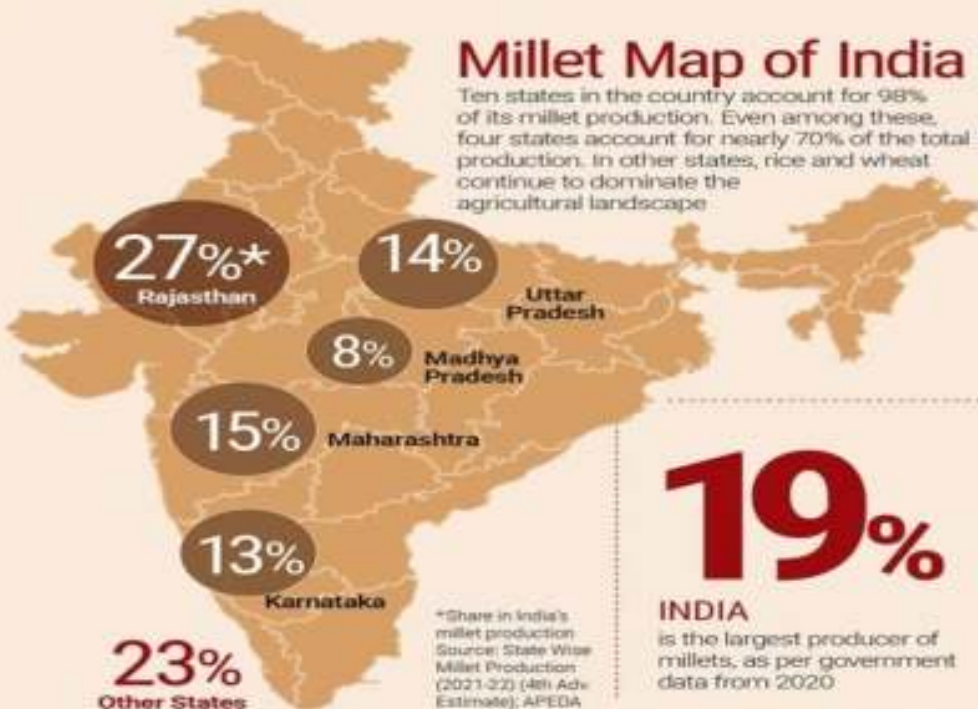 Millet Map of India
Ten states in the country account for 98%
of its millet production. Even among these,
four states account for nearly 70% of the total
production. In other states, rice and wheat
continue to dominate the
agricultural landscape
27%*
Rajasthan
14%
Uttar
Pradesh
8%
Madhya
Pradesh
15%
Maharashtra
13%
Karnataka
23%
Other States
*Share in India's
millet production
Source: State Wise
Millet Production
(2021-22) (4th Adv
Estimate); APEDA
19%
INDIA
is the largest producer of
millets, as per government
data from 2020